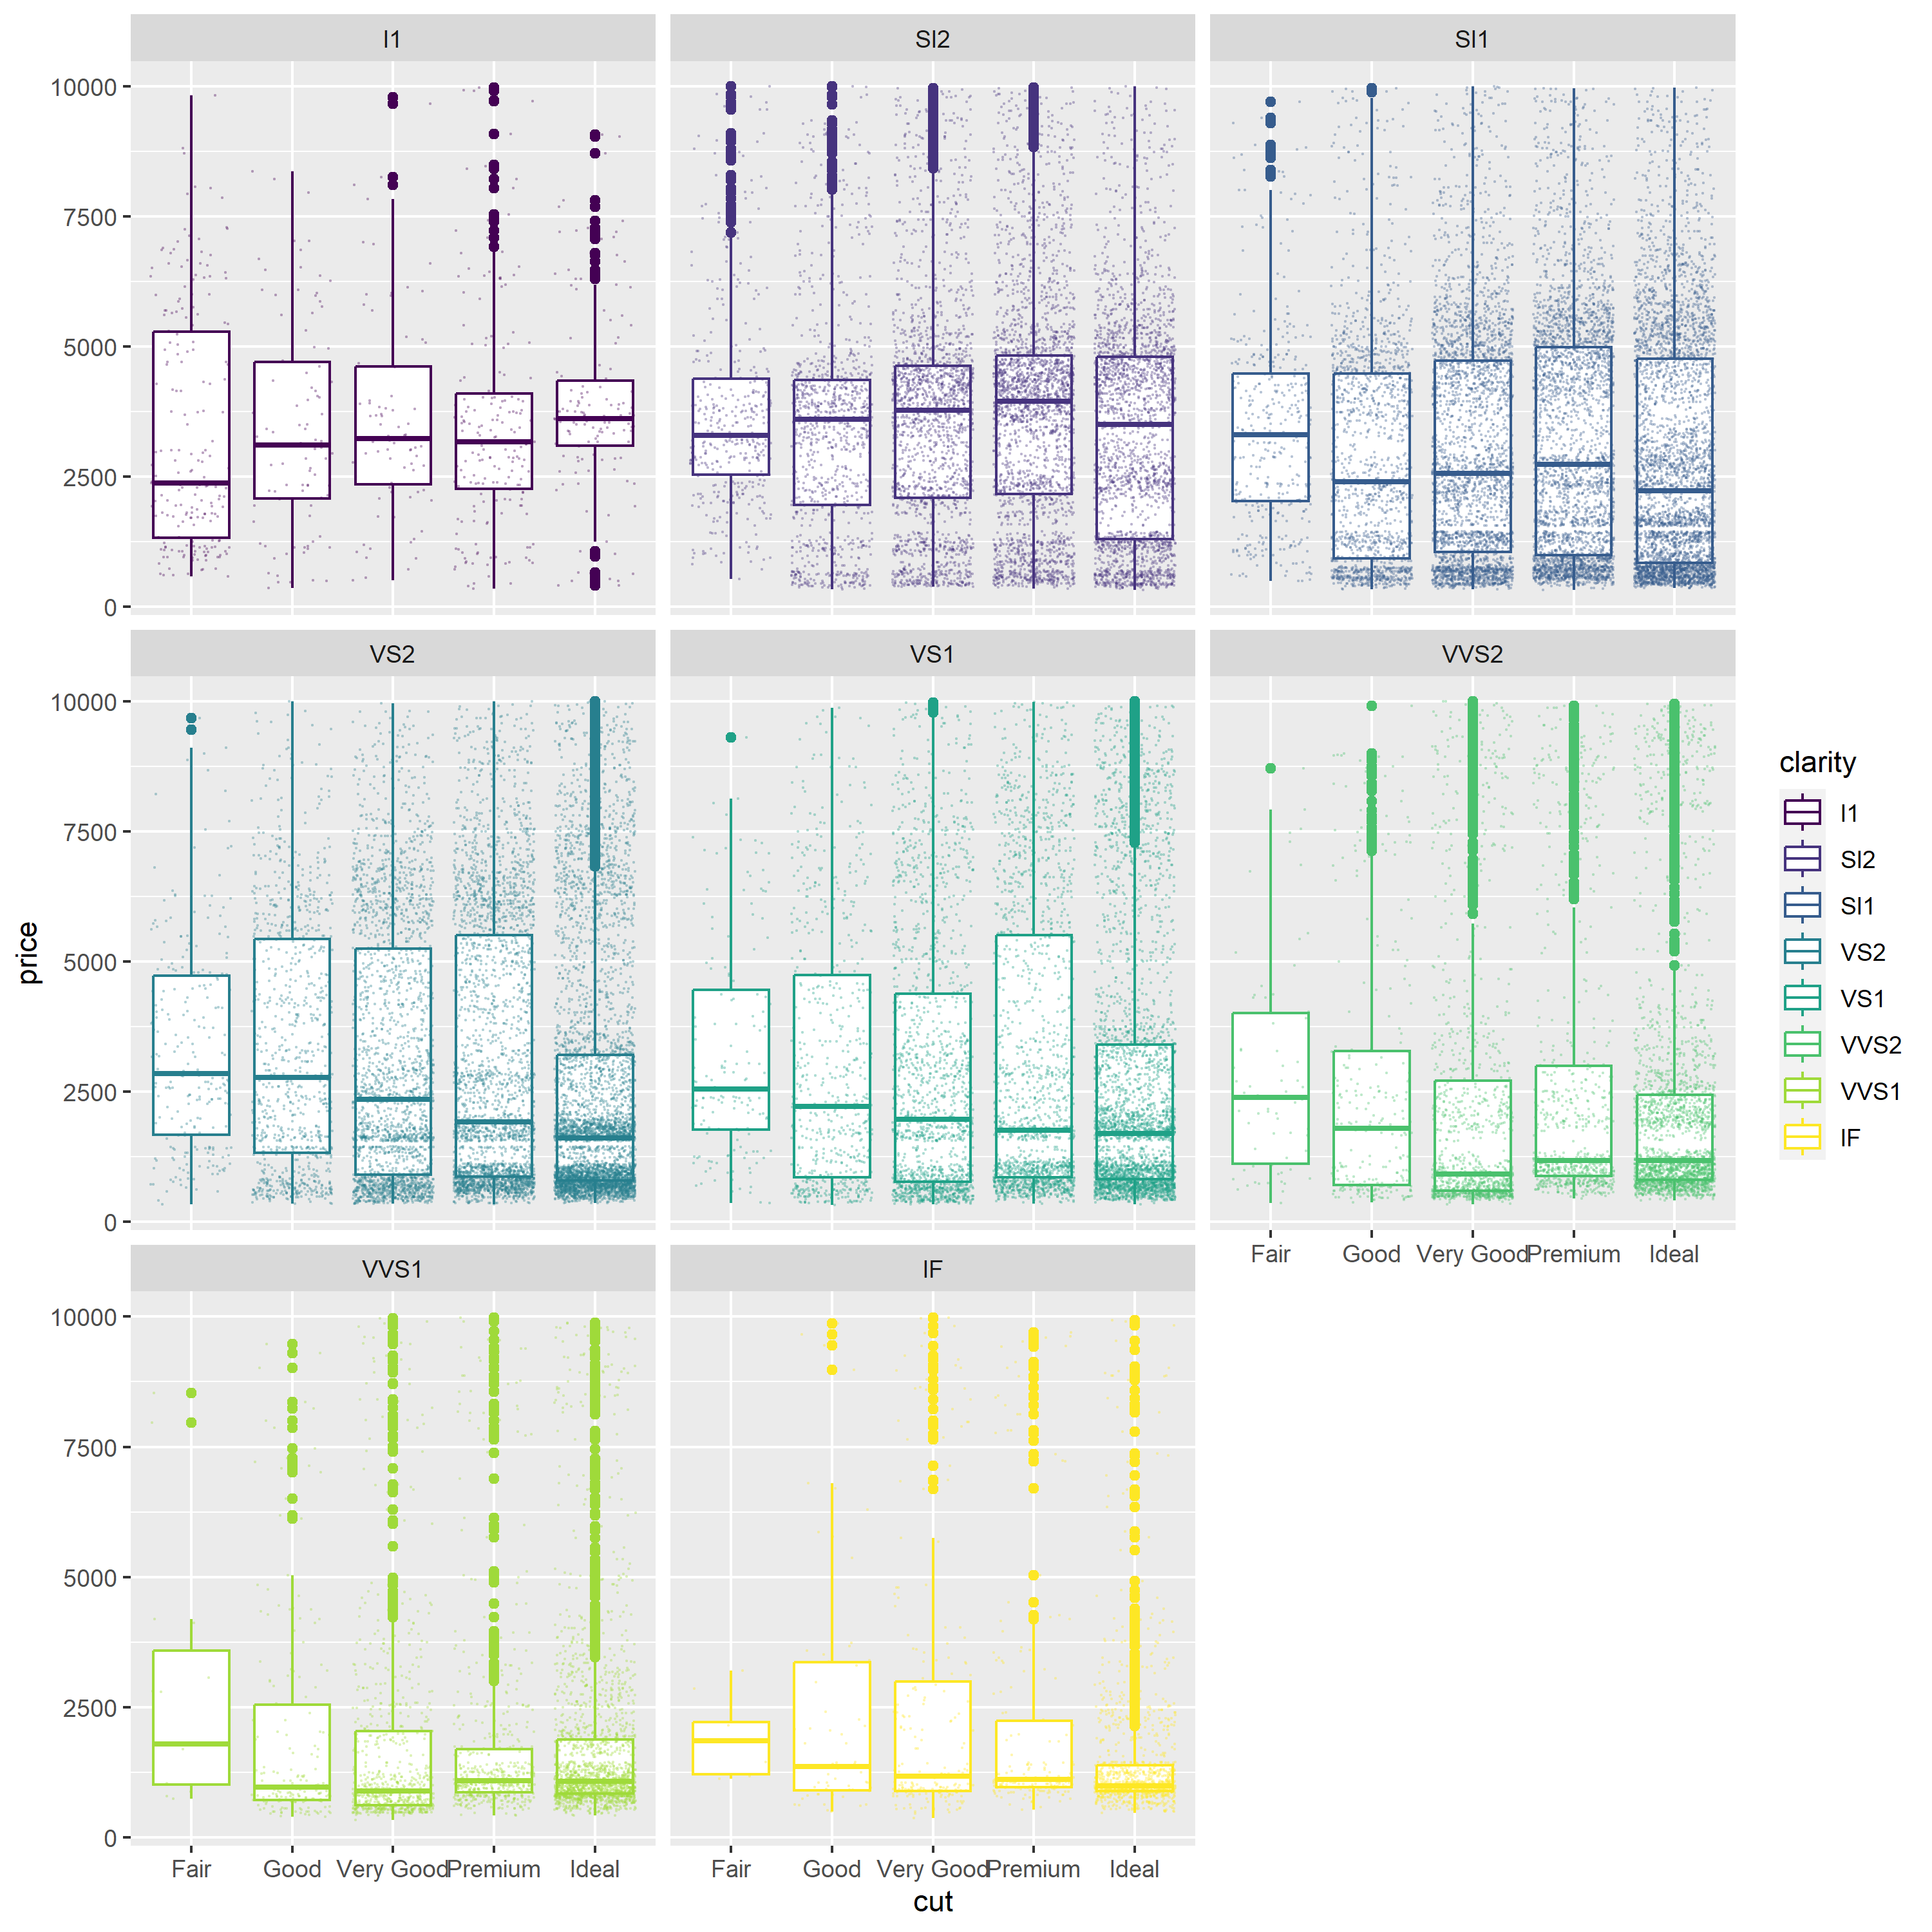 I1
SI2
SI1
10000
7500
5000
2500
0
VS2
VS1
VVS2
10000
7500
5000
2500
0
Fair Good Very Good Premium Ideal
VVS1
IF
10000
7500
5000
2500
0
Fair Good Very Good Premium Ideal
Fair Good Very Good Premium Ideal
cut
price
clarity
I1
SI2
SI1
VS2
VS1
VVS2
VVS1
IF